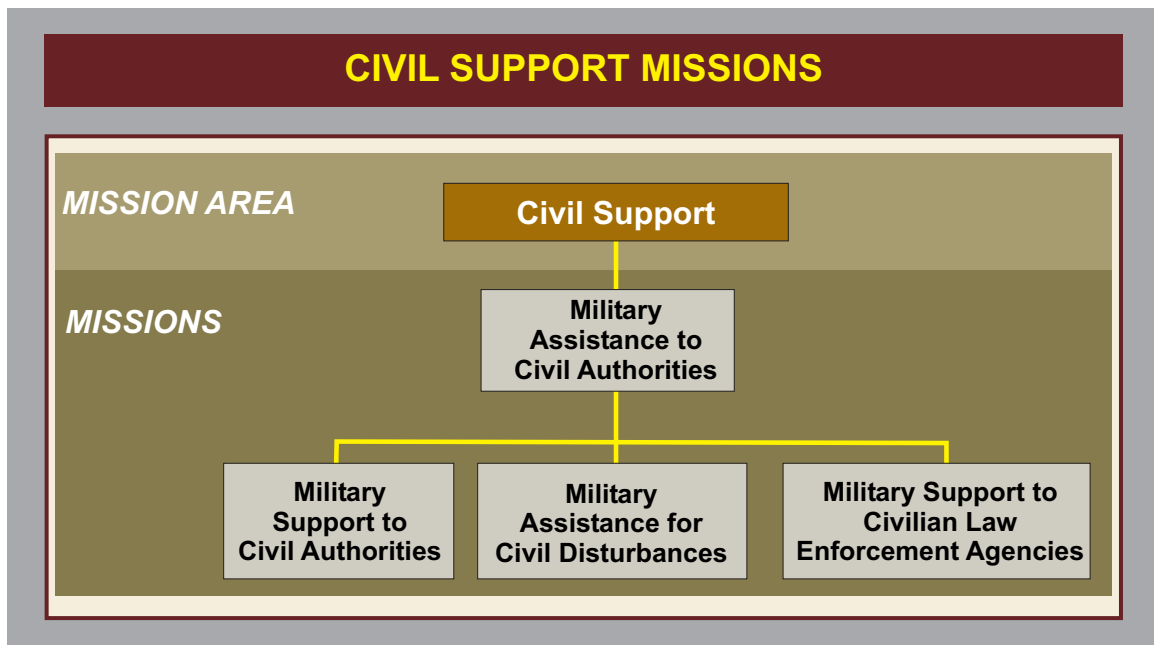 CIVIL SUPPORT MISSIONS
MISSION AREA
Civil Support
MISSIONS
Military
Assistance to
Civil Authorities
Military
Support to
Civil Authorities
Military
Assistance for
Civil Disturbances
Military Support to
Civilian Law
Enforcement Agencies